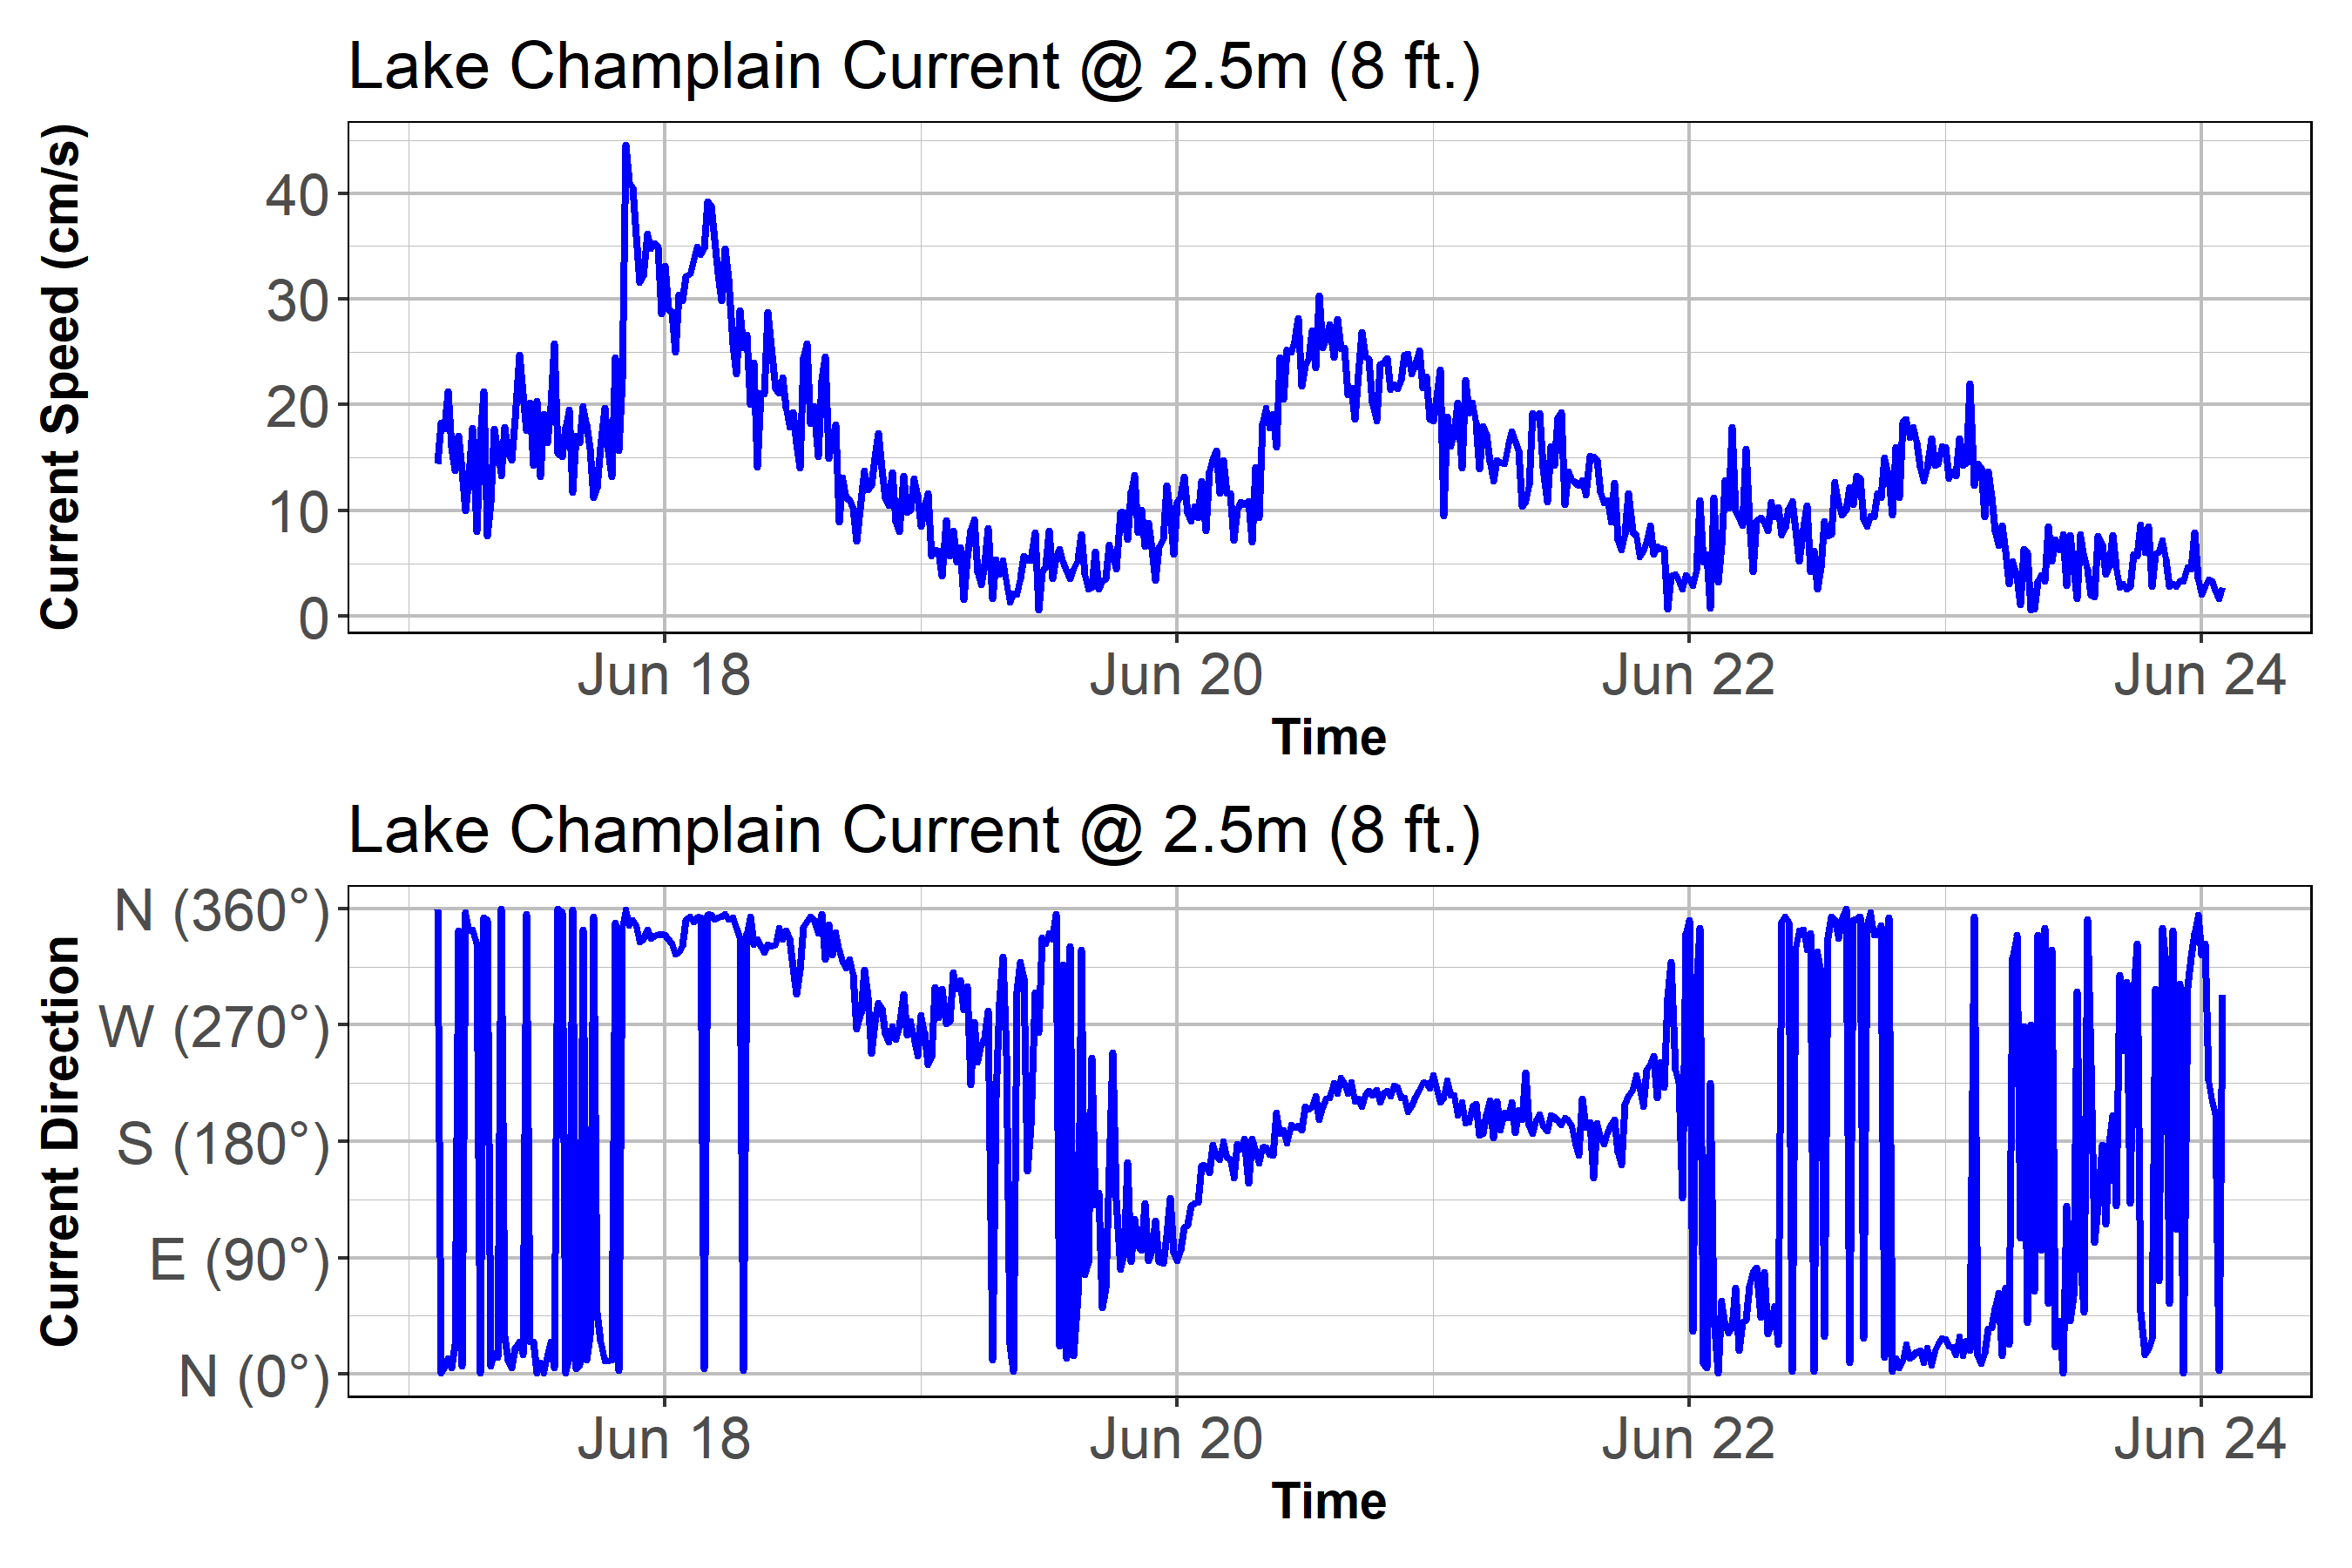 Lake Champlain Current @ 2.5m (8 ft.)
Current Speed (cm/s)
40
30
20
10
0
Jun 18 Jun 20 Jun 22 Jun 24
Time
Lake Champlain Current @ 2.5m (8 ft.)
Current Direction
N (360°)
W (270°)
S (180°)
E (90°)
N (0°)
Jun 18 Jun 20 Jun 22 Jun 24
Time